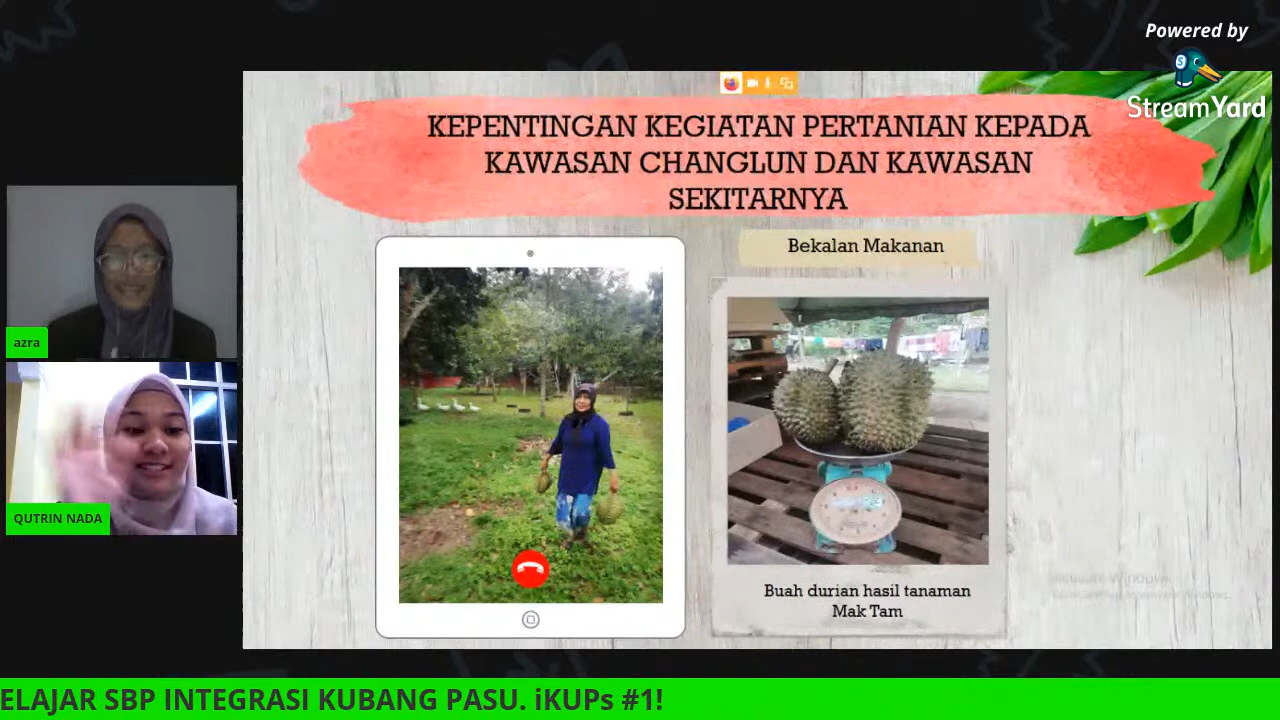 Powered by
StreamYard
KEPENTINGAN KEGIATAN PERTANIAN KEPADA
KAWASAN CHANGLUN DAN KAWASAN
SEKITARNYA
Bekalan Makanan
azra
QUTRIN NADA
Buah durian hasil tanaman
Mak Tam
ELAJAR SBP INTEGRASI KUBANG PASU. iKUPs #1!